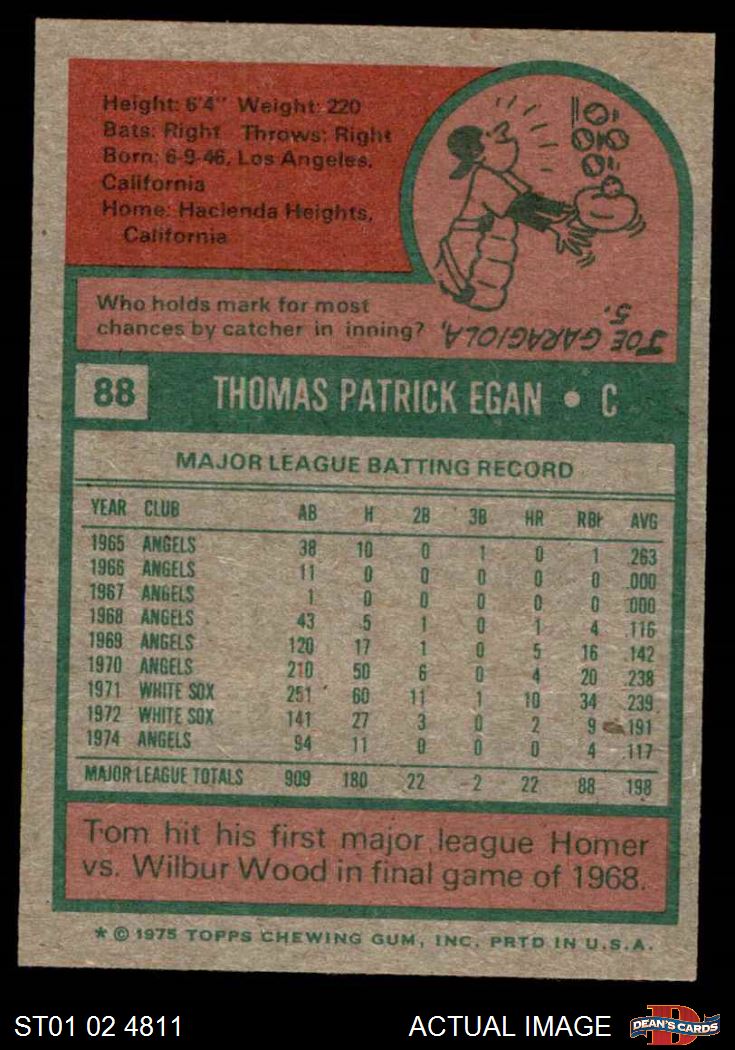 Height: 6'4" Weight: 220
Bats: Right Throws: Right
Born: 6-9-46, Los Angeles,
California
Home: Hacienda Heights,
California
Who holds mark for most
chances by catcher in inning?
JOE GARAGIOLA,
5.
88 THOMAS PATRICK EGAN • C
MAJOR LEAGUE BATTING RECORD
YEAR CLUB AB H 2B 3B HR RBI AVG
1965 ANGELS 38 10 0 1 0 1 .263
1966 ANGELS 11 0 0 0 0 0 .000
1967 ANGELS 1 0 0 0 0 0 .000
1968 ANGELS 43 5 1 0 1 4 .116
1969 ANGELS 120 17 1 0 5 16 .142
1970 ANGELS 210 50 6 0 4 20 .238
1971 WHITE SOX 251 60 11 1 10 34 .239
1972 WHITE SOX 141 27 3 0 2 9 .191
1974 ANGELS 94 11 0 0 0 4 .117
MAJOR LEAGUE TOTALS 909 180 22 2 22 88 .198
Tom hit his first major league Homer
vs. Wilbur Wood in final game of 1968.
* © 1975 TOPPS CHEWING GUM, INC. PRTD IN U.S.A.
ST01 02 4811 ACTUAL IMAGE D DEAN'S CARDS